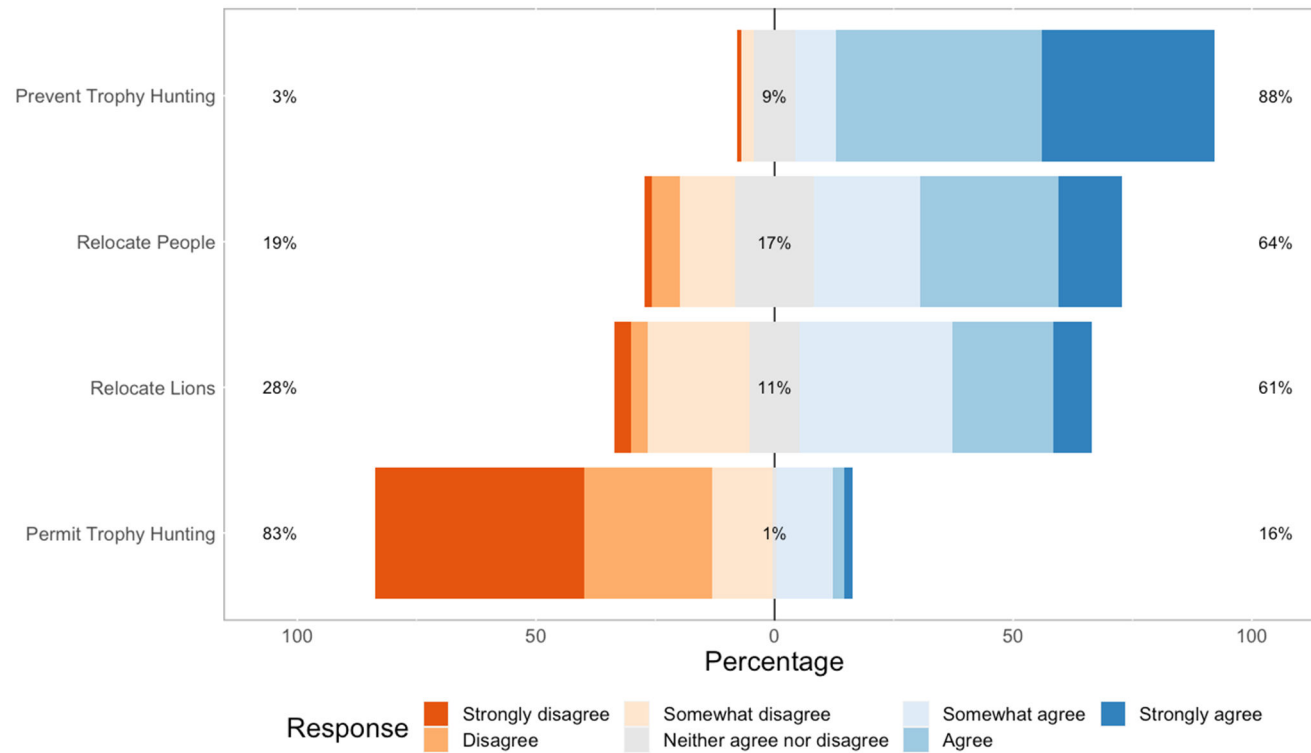 Prevent Trophy Hunting 3% 9% 88%
Relocate People 19% 17% 64%
Relocate Lions 28% 11% 61%
Permit Trophy Hunting 83% 1% 16%
100 50 0 50 100
Percentage
Response
Strongly disagree Somewhat disagree Somewhat agree Strongly agree
Disagree Neither agree nor disagree Agree